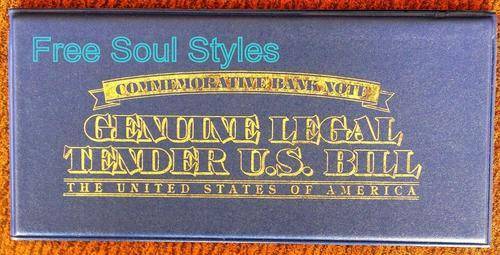 Free Soul Styles
COMMEMORATIVE BANK NOTE
GENUINE LEGAL
TENDER U.S. BILL
THE UNITED STATES OF AMERICA